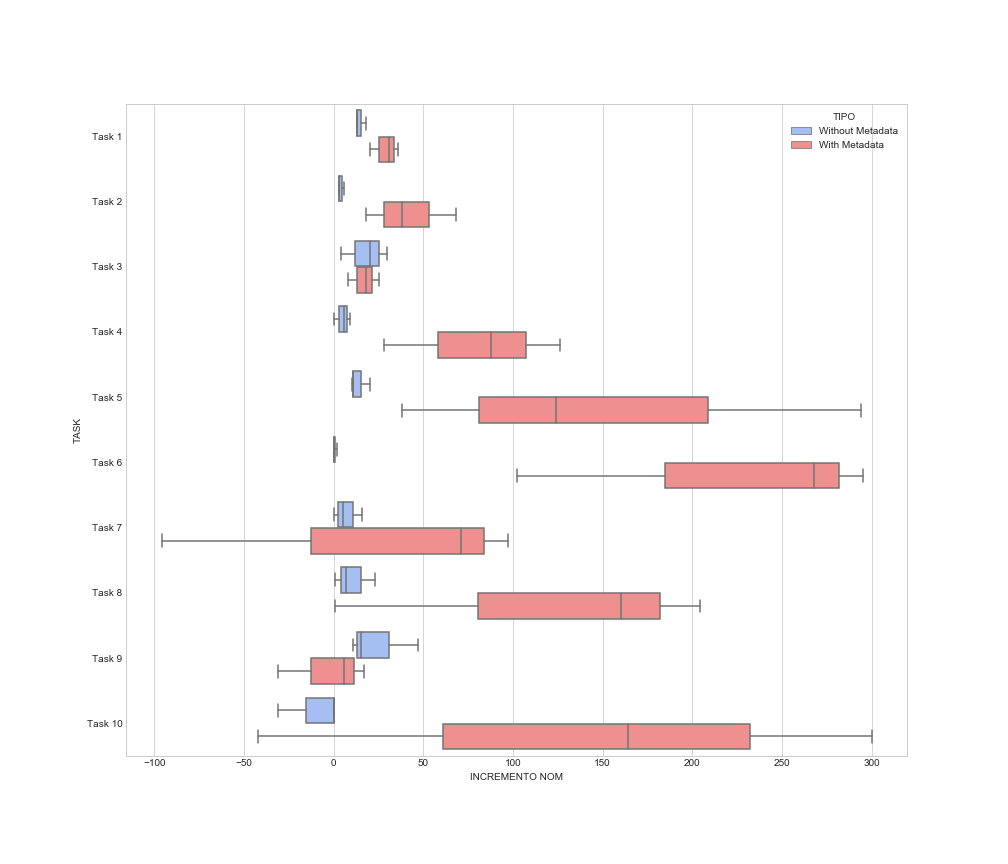 TIPO
Without Metadata
With Metadata
Task 1
Task 2
Task 3
Task 4
Task 5
Task 6
Task 7
Task 8
Task 9
Task 10
TASK
−100 −50 0 50 100 150 200 250 300
INCREMENTO NOM